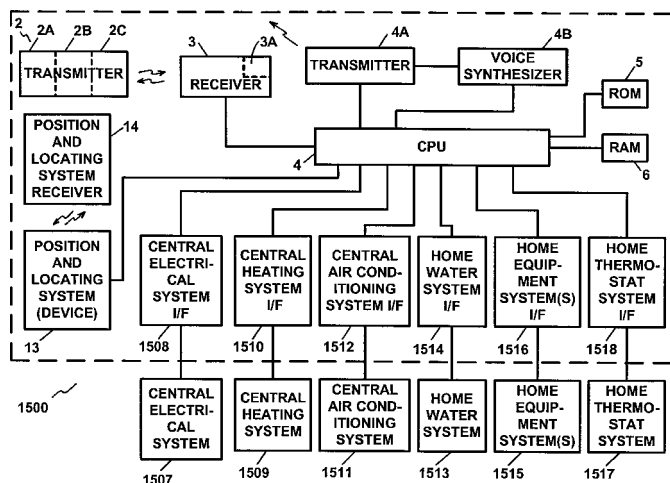 2
2A 2B 2C
TRANSMITTER
3
3A
RECEIVER
4A
TRANSMITTER
4B
VOICE
SYNTHESIZER
5
ROM
RAM
6
CPU
4
14
POSITION
AND
LOCATING
SYSTEM
RECEIVER
POSITION
AND
LOCATING
SYSTEM
(DEVICE)
13
CENTRAL
ELECTRI-
CAL
SYSTEM
I/F
1508
CENTRAL
HEATING
SYSTEM
I/F
1510
CENTRAL
AIR COND-
ITIONING
SYSTEM I/F
1512
HOME
WATER
SYSTEM
I/F
1514
HOME
EQUIP-
MENT
SYSTEM(S)
I/F
1516
HOME
THERMO-
STAT
SYSTEM
I/F
1518
1500
CENTRAL
ELECTRI-
CAL
SYSTEM
1507
CENTRAL
HEATING
SYSTEM
1509
CENTRAL
AIR COND-
ITIONING
SYSTEM
1511
HOME
WATER
SYSTEM
1513
HOME
EQUIP-
MENT
SYSTEM(S)
1515
HOME
THERMO-
STAT
SYSTEM
1517